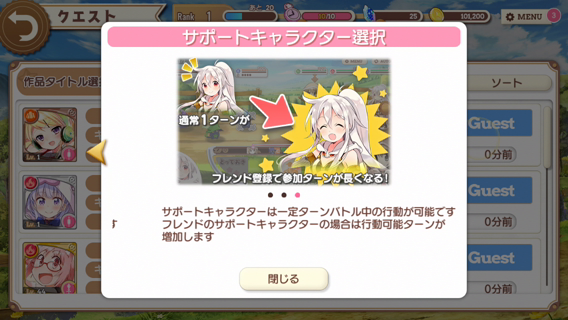 クエスト
Rank. 1
あと 20
/10
25
101,200
MENU
サポートキャラクター選択
作品タイトル選
ソート
通常1ターンが
フレンド登録で参加ターンが長くなる!
サポートキャラクターは一定ターンバトル中の行動が可能です
フレンドのサポートキャラクターの場合は行動可能ターンが
増加します
す
閉じる
Lv. 1
Guest
0分前
Lv. 1
Guest
0分前
Guest
0分前